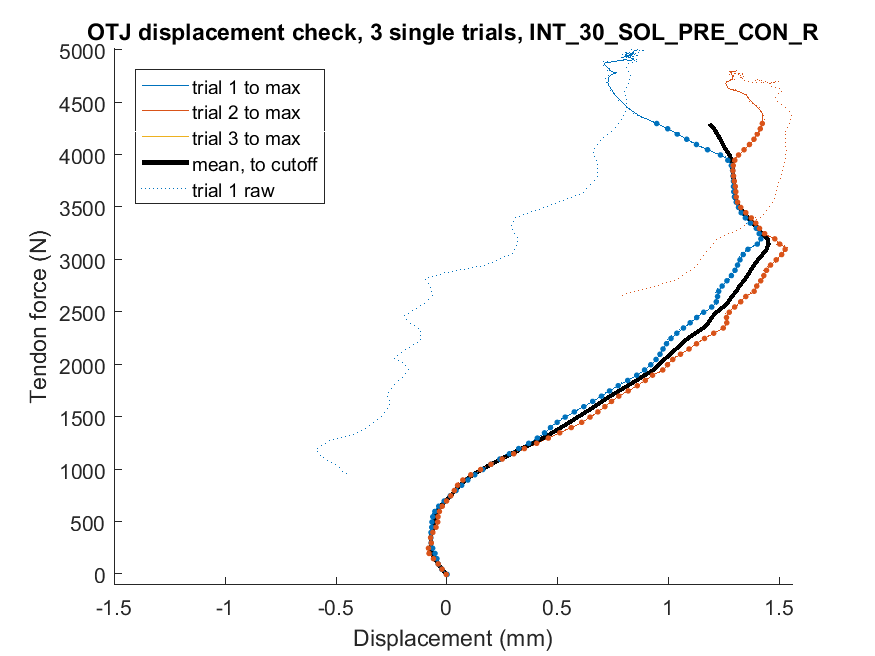 OTJ displacement check, 3 single trials, INT_30_SOL_PRE_CON_R
5000
4500
4000
3500
3000
2500
2000
1500
1000
500
0
Tendon force (N)
trial 1 to max
trial 2 to max
trial 3 to max
mean, to cutoff
trial 1 raw
-1.5
-1
-0.5
0
0.5
1
1.5
Displacement (mm)